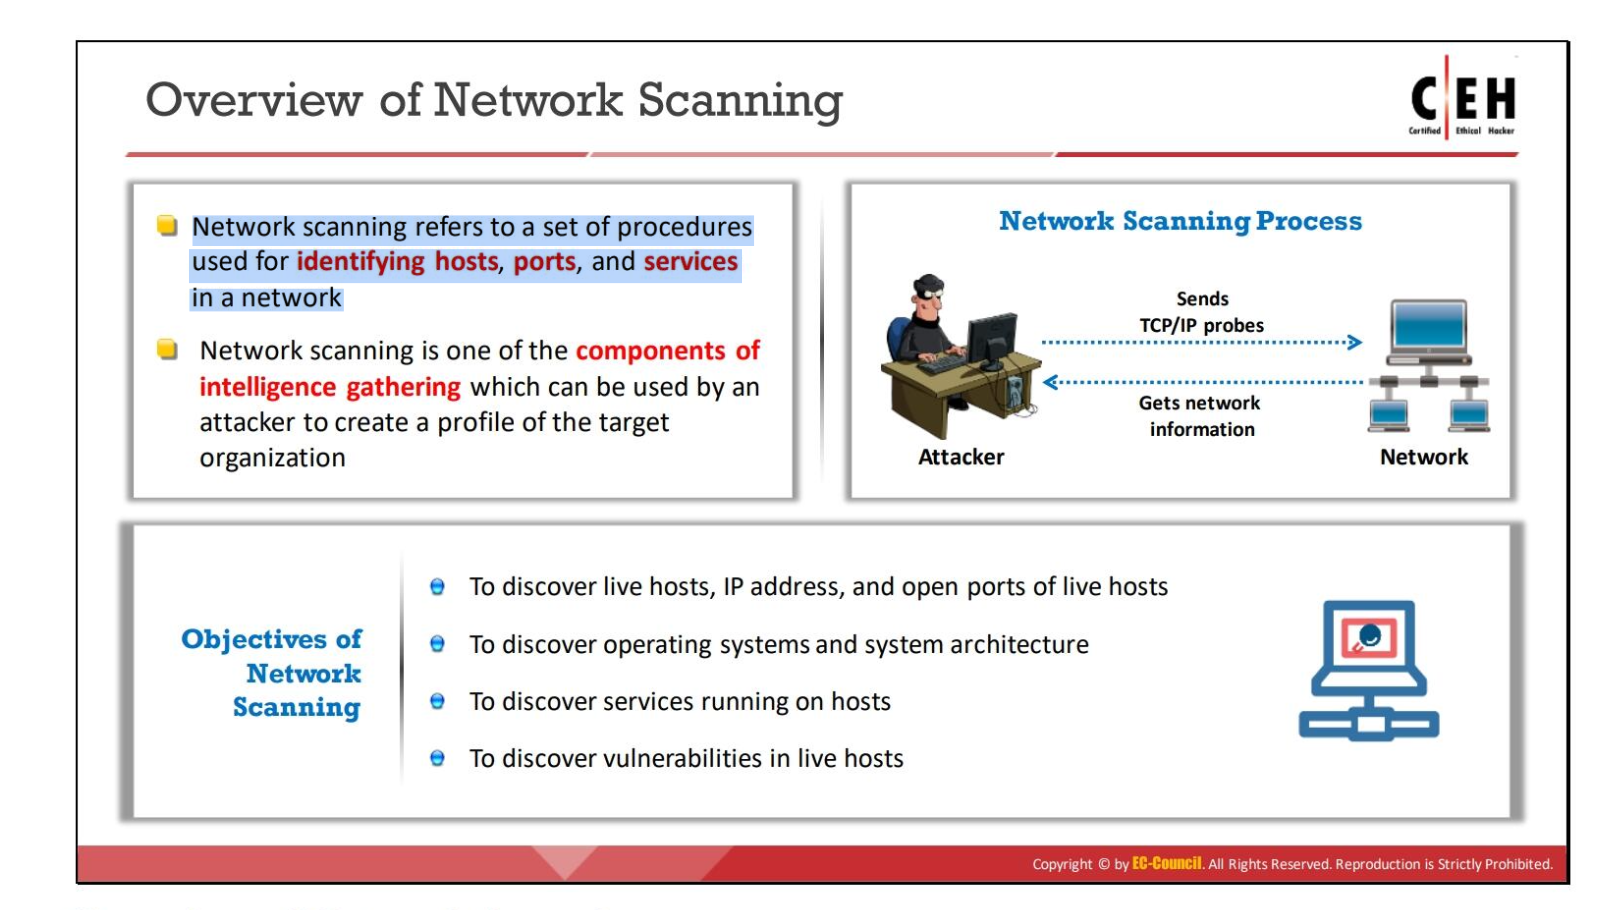 Overview of Network Scanning
C EH
Certified Ethical Hacker
Network scanning refers to a set of procedures
used for identifying hosts, ports, and services
in a network
Network scanning is one of the components of
intelligence gathering which can be used by an
attacker to create a profile of the target
organization
Network Scanning Process
Sends
TCP/IP probes
Gets network
information
Attacker
Network
Objectives of
Network
Scanning
To discover live hosts, IP address, and open ports of live hosts
To discover operating systems and system architecture
To discover services running on hosts
To discover vulnerabilities in live hosts
Copyright © by EC-Council. All Rights Reserved. Reproduction is Strictly Prohibited.